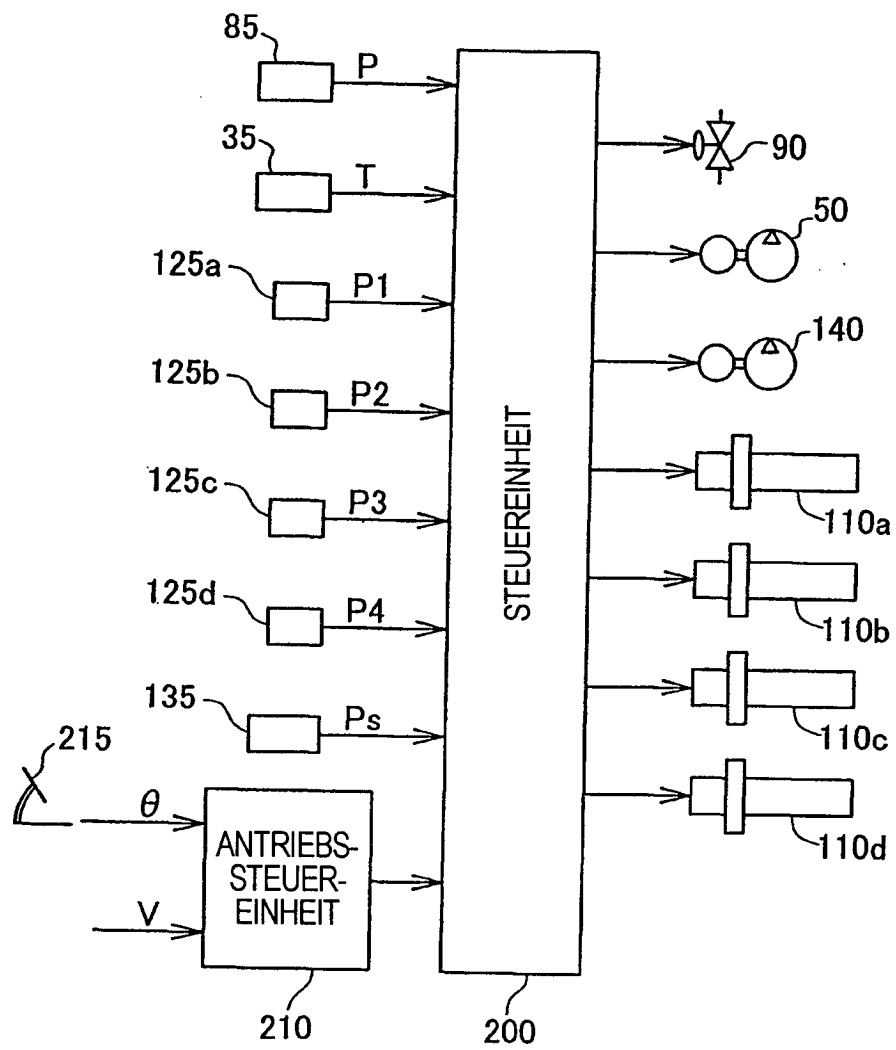 85
P
90
35
T
50
125a
P1
140
125b
P2
STEUEREINHEIT
125c
P3
110a
125d
P4
110b
135
Ps
110c
215
θ
ANTRIEBS-
STEUER-
EINHEIT
110d
V
210
200